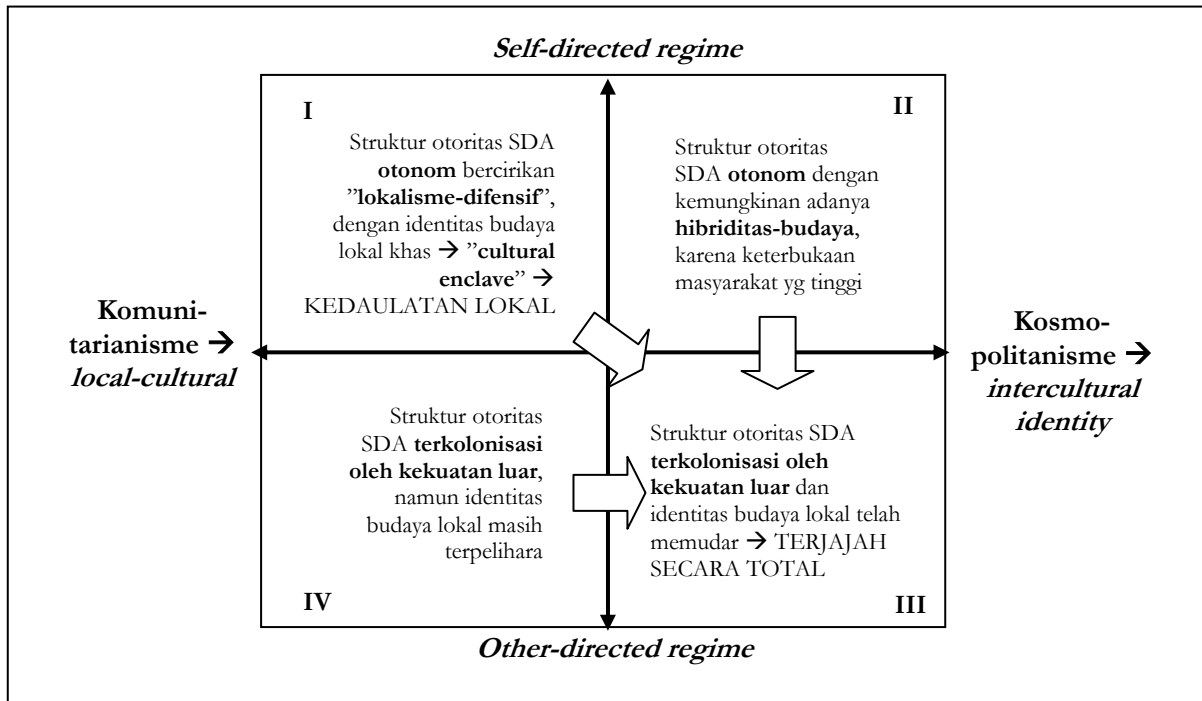 Self-directed regime
I
Struktur otoritas SDA
otonom bercirikan
”lokalisme-difensif”,
dengan identitas budaya
lokal khas → ”cultural
enclave” →
KEDAULATAN LOKAL
II
Struktur otoritas
SDA otonom dengan
kemungkinan adanya
hibriditas-budaya,
karena keterbukaan
masyarakat yg tinggi
Komuni-
tarianisme →
local-cultural
Kosmo-
politanisme →
intercultural
identity
Struktur otoritas
SDA terkolonisasi
oleh kekuatan luar,
namun identitas
budaya lokal masih
terpelihara
IV
Struktur otoritas SDA
terkolonisasi oleh
kekuatan luar dan
identitas budaya lokal telah
memudar → TERJAJAH
SECARA TOTAL
III
Other-directed regime